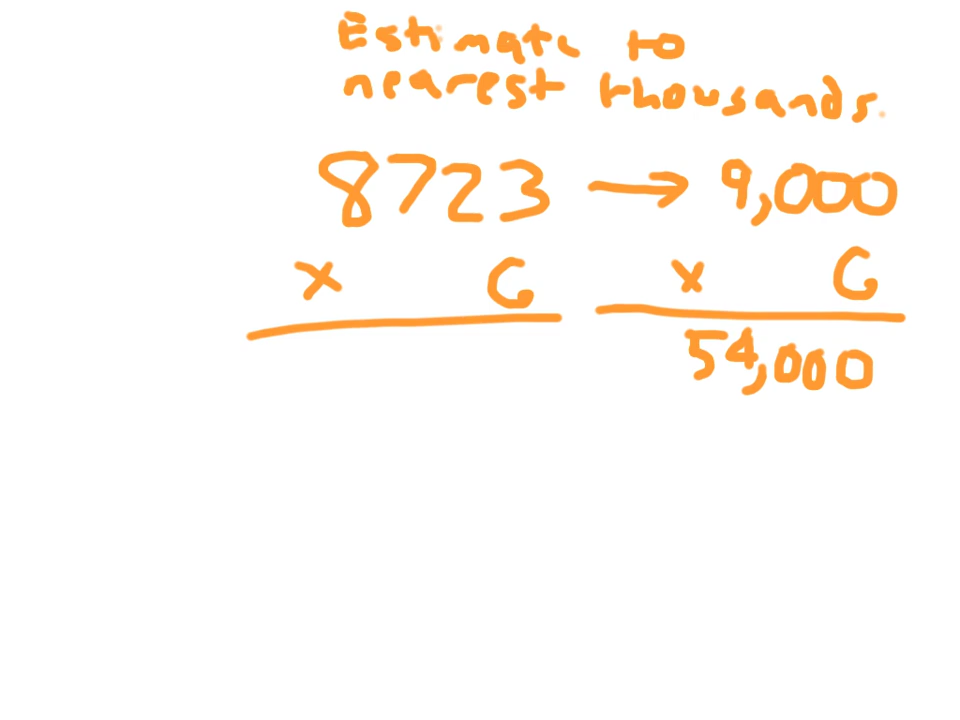 Estimate to
nearest thousands.
8723 → 9,000
x 6 x 6
54,000